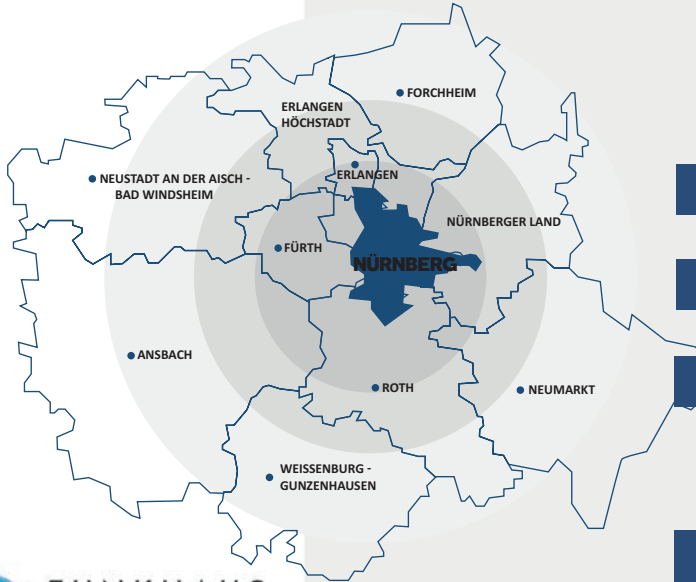 FORCHHEIM
ERLANGEN
HÖCHSTADT
ERLANGEN
NEUSTADT AN DER AISCH -
BAD WINDSHEIM
NÜRNBERGER LAND
FÜRTH
NÜRNBERG
ANSBACH
ROTH
NEUMARKT
WEISSENBURG -
GUNZENHAUSEN